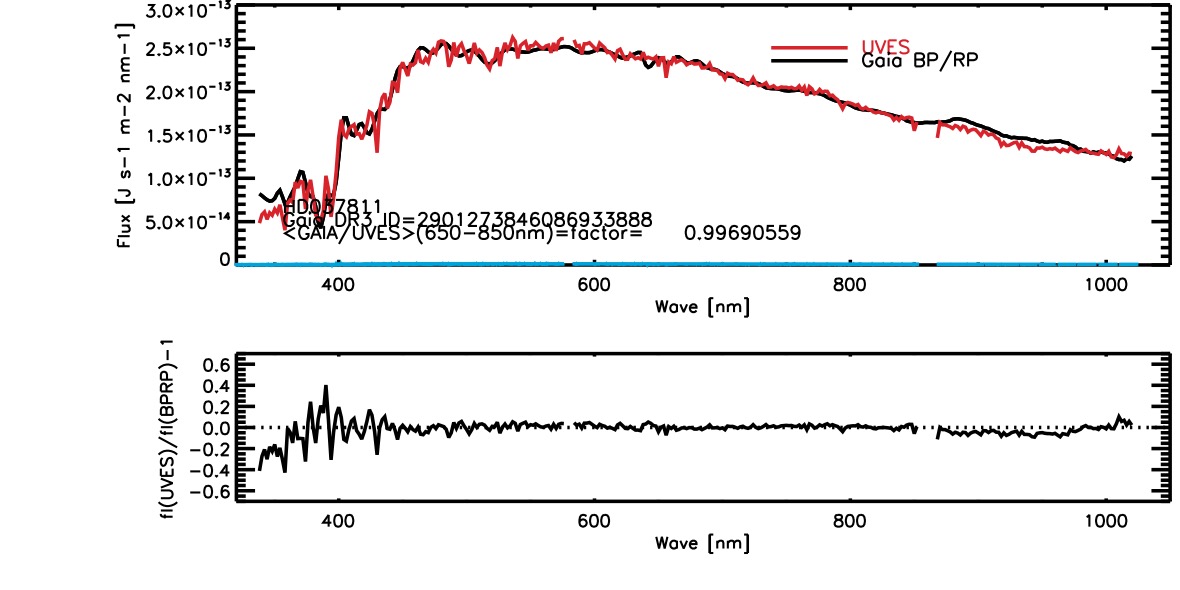 3.0×10−13
2.5×10−13
2.0×10−13
1.5×10−13
1.0×10−13
5.0×10−14
0
Flux [J s−1 m−2 nm−1]
UVES
Gaia BP/RP
HD037811
Gaia DR3 ID=2901273846086933888
<GAIA/UVES>(650−850nm)=factor= 0.99690559
400 600 800 1000
Wave [nm]
0.6
0.4
0.2
0.0
−0.2
−0.4
−0.6
fl(UVES)/fl(BPRP)−1
400 600 800 1000
Wave [nm]